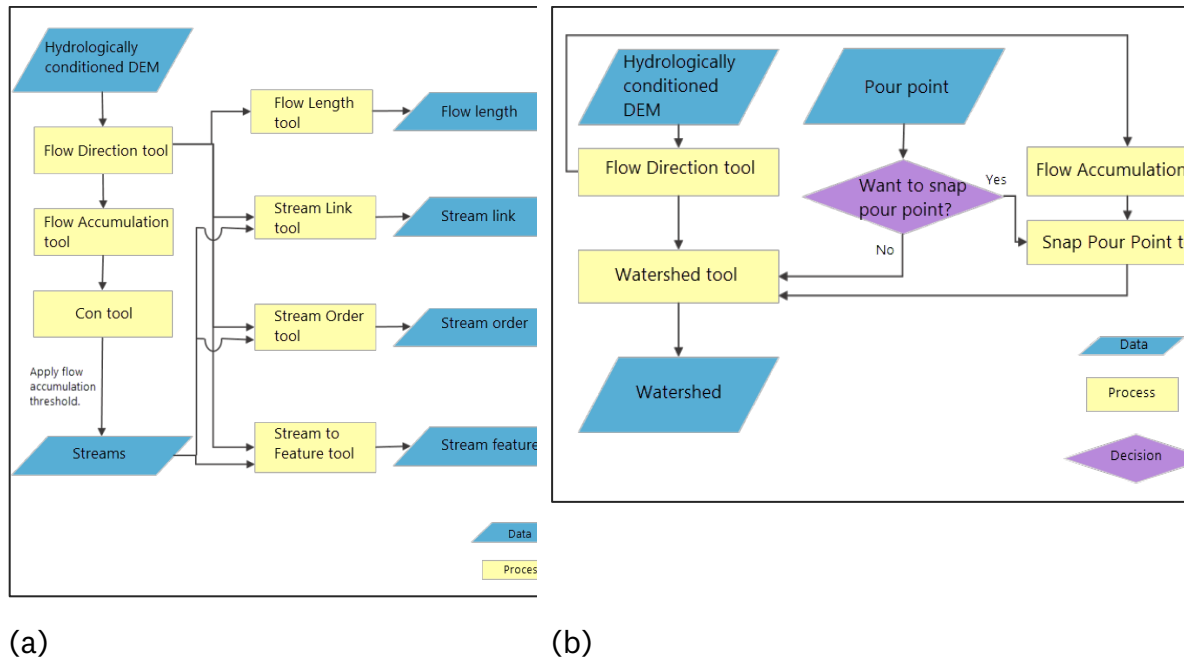 Hydrologically
conditioned DEM
Flow Direction tool
Flow Accumulation
tool
Con tool
Apply flow
accumulation
threshold.
Streams
Flow Length
tool
Flow length
Stream Link
tool
Stream link
Stream Order
tool
Stream order
Stream to
Feature tool
Stream feature
Data
Proces
(a)
Hydrologically
conditioned
DEM
Pour point
Flow Direction tool
Want to snap
pour point?
Yes
No
Flow Accumulation
Snap Pour Point t
Watershed tool
Watershed
Data
Process
Decision
(b)